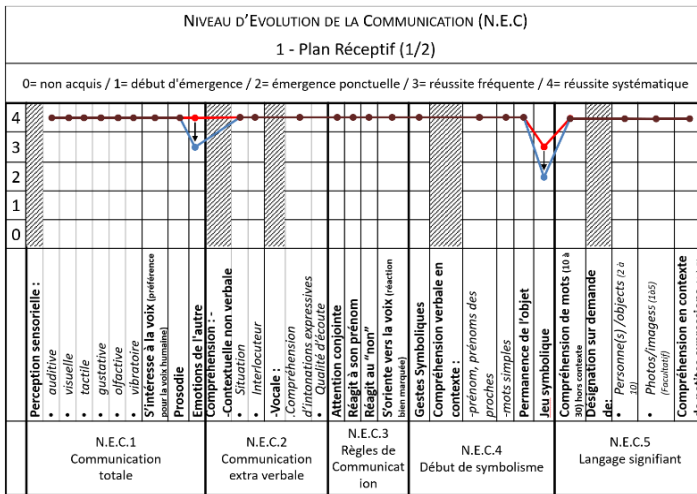 NIVEAU D'EVOLUTION DE LA COMMUNICATION (N.E.C)
1 - Plan Réceptif (1/2)
0= non acquis / 1= début d'émergence / 2= émergence ponctuelle / 3= réussite fréquente / 4= réussite systématique
4
3
2
1
0
Perception sensorielle :
• auditive
• visuelle
• tactile
• gustative
• olfactive
• vibratoire
S'intéresse à la voix (préférence
pour la voix humaine)
Prosodie
Emotions de l'autre
Compréhension : -
-Contextuelle non verbale
• Situation
• Interlocuteur
-Vocale :
.Compréhension
d'intonations expressives
• Qualité d'écoute
Attention conjointe
Réagit à son prénom
Réagit au "non"
S'oriente vers la voix (réaction
bien marquée)
Gestes Symboliques
Compréhension verbale en
contexte :
-prénom, prénoms des
proches
-mots simples
Permanence de l'objet
Jeu symbolique
Compréhension de mots (10 à
30) hors contexte
Désignation sur demande
de:
• Personne(s) /objects (2 à
10)
• Photos/imagess (1à5)
(Facultatif)
Compréhension en contexte
N.E.C.1
Communication
totale
N.E.C.2
Communication
extra verbale
N.E.C.3
Règles de
Communicat
ion
N.E.C.4
Début de symbolisme
N.E.C.5
Langage signifiant